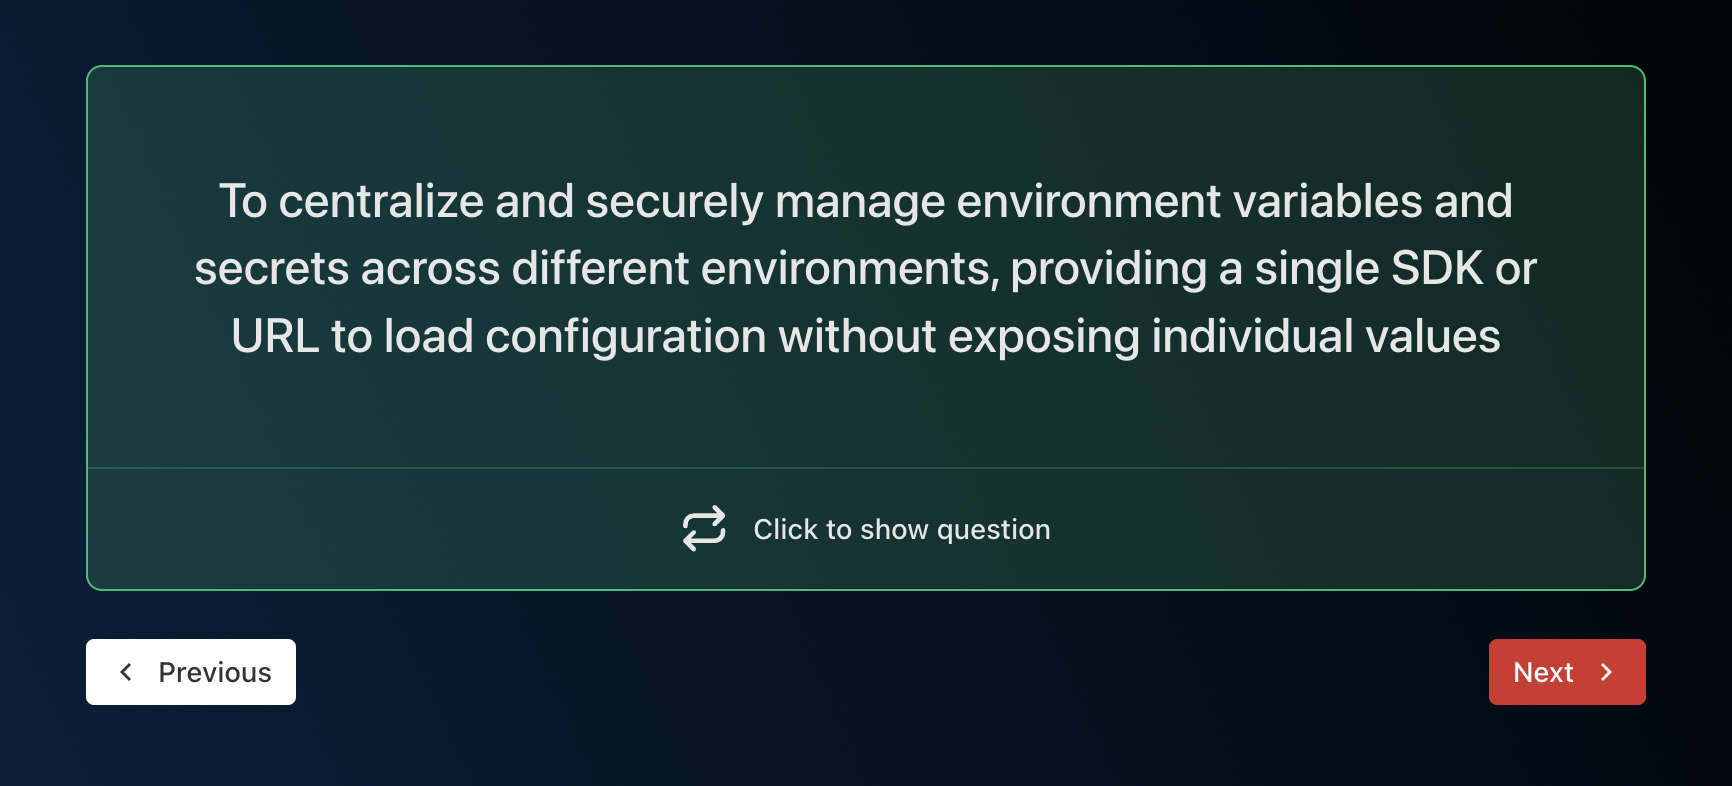 To centralize and securely manage environment variables and
secrets across different environments, providing a single SDK or
URL to load configuration without exposing individual values
Click to show question
Previous
Next